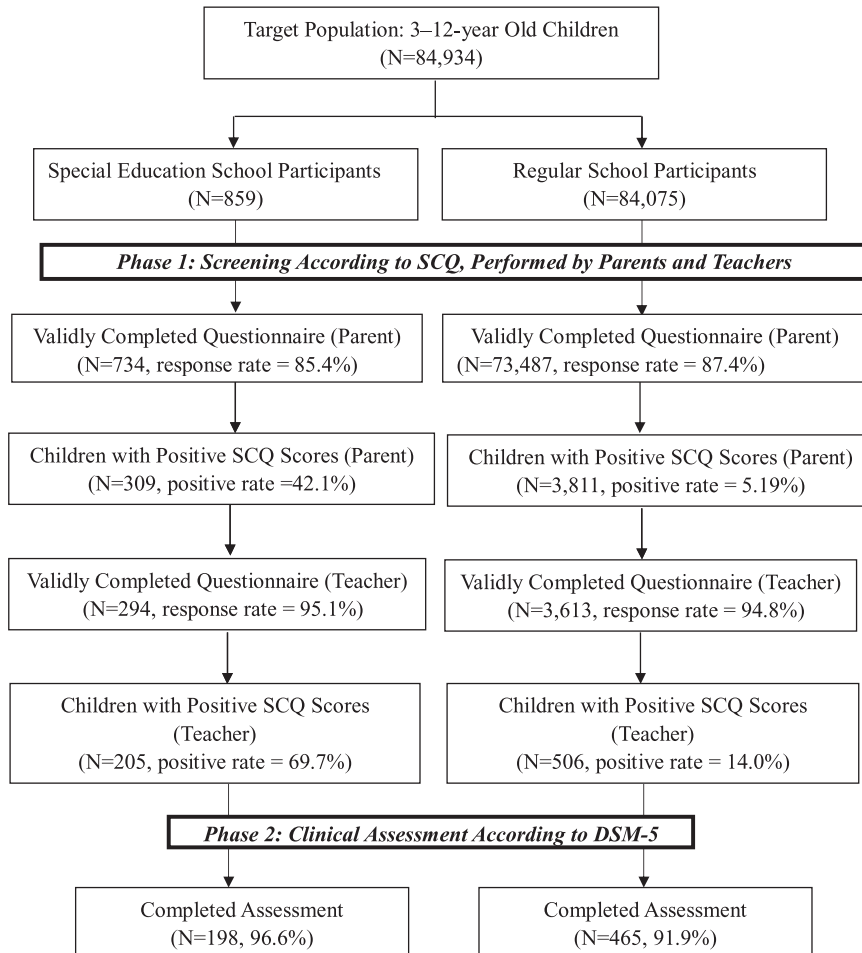 Target Population: 3–12-year Old Children
(N=84,934)
Special Education School Participants
(N=859)
Regular School Participants
(N=84,075)
Phase 1: Screening According to SCQ, Performed by Parents and Teachers
Validly Completed Questionnaire (Parent)
(N=734, response rate = 85.4%)
Validly Completed Questionnaire (Parent)
(N=73,487, response rate = 87.4%)
Children with Positive SCQ Scores (Parent)
(N=309, positive rate =42.1%)
Children with Positive SCQ Scores (Parent)
(N=3,811, positive rate = 5.19%)
Validly Completed Questionnaire (Teacher)
(N=294, response rate = 95.1%)
Validly Completed Questionnaire (Teacher)
(N=3,613, response rate = 94.8%)
Children with Positive SCQ Scores
(Teacher)
(N=205, positive rate = 69.7%)
Children with Positive SCQ Scores
(Teacher)
(N=506, positive rate = 14.0%)
Phase 2: Clinical Assessment According to DSM-5
Completed Assessment
(N=198, 96.6%)
Completed Assessment
(N=465, 91.9%)